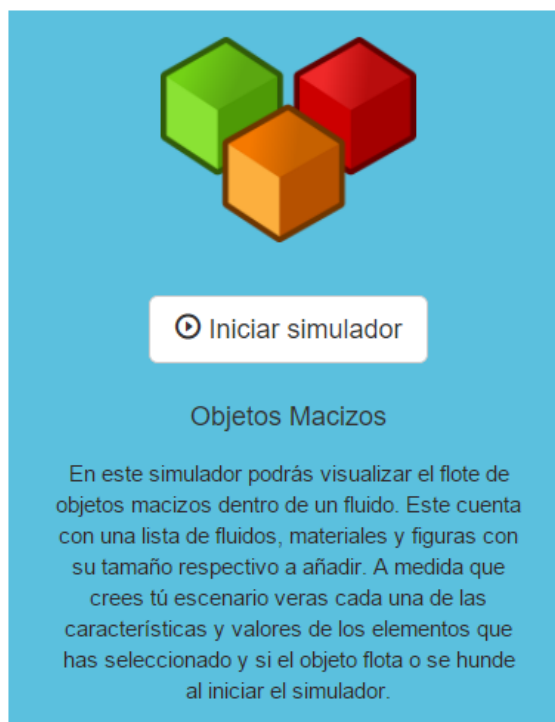 Iniciar simulador
Objetos Macizos
En este simulador podrás visualizar el flote de
objetos macizos dentro de un fluido. Este cuenta
con una lista de fluidos, materiales y figuras con
su tamaño respectivo a añadir. A medida que
crees tú escenario veras cada una de las
características y valores de los elementos que
has seleccionado y si el objeto flota o se hunde
al iniciar el simulador.